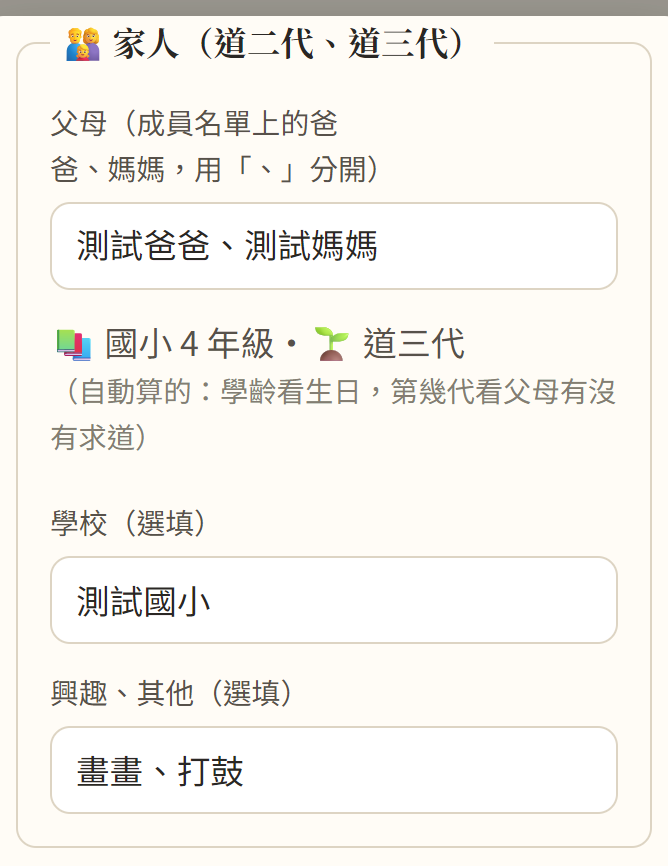 家人（道二代、道三代）
父母（成員名單上的爸
爸、媽媽，用「、」分開）
測試爸爸、測試媽媽
國小 4 年級・ 道三代
（自動算的：學齡看生日，第幾代看父母有沒
有求道）
學校（選填）
測試國小
興趣、其他（選填）
畫畫、打鼓